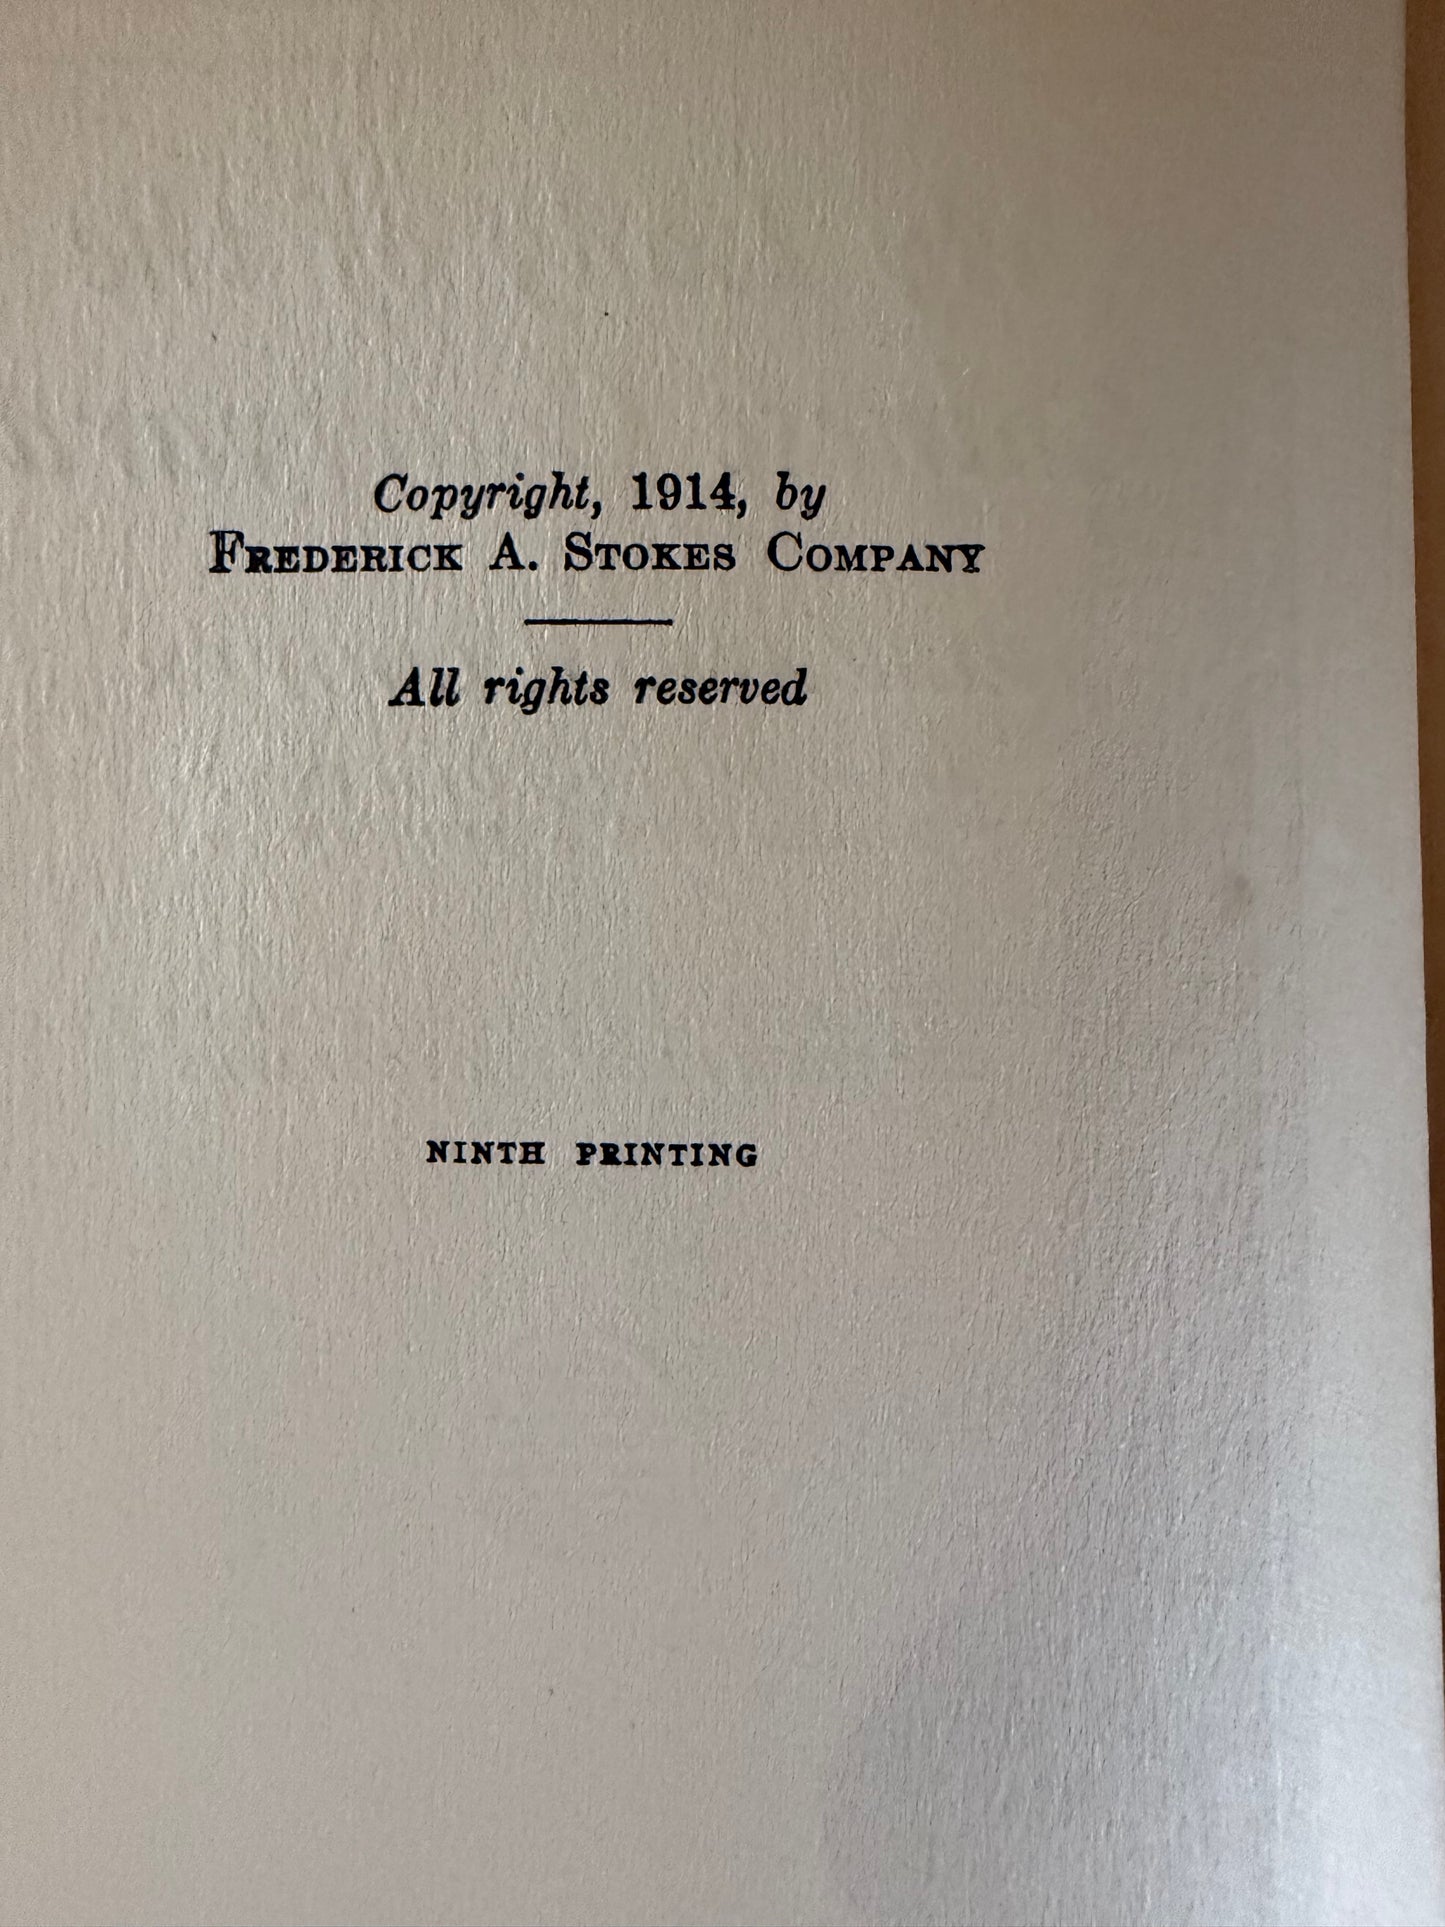 Copyright, 1914, by
FREDERICK A. STOKES COMPANY
All rights reserved
NINTH PRINTING